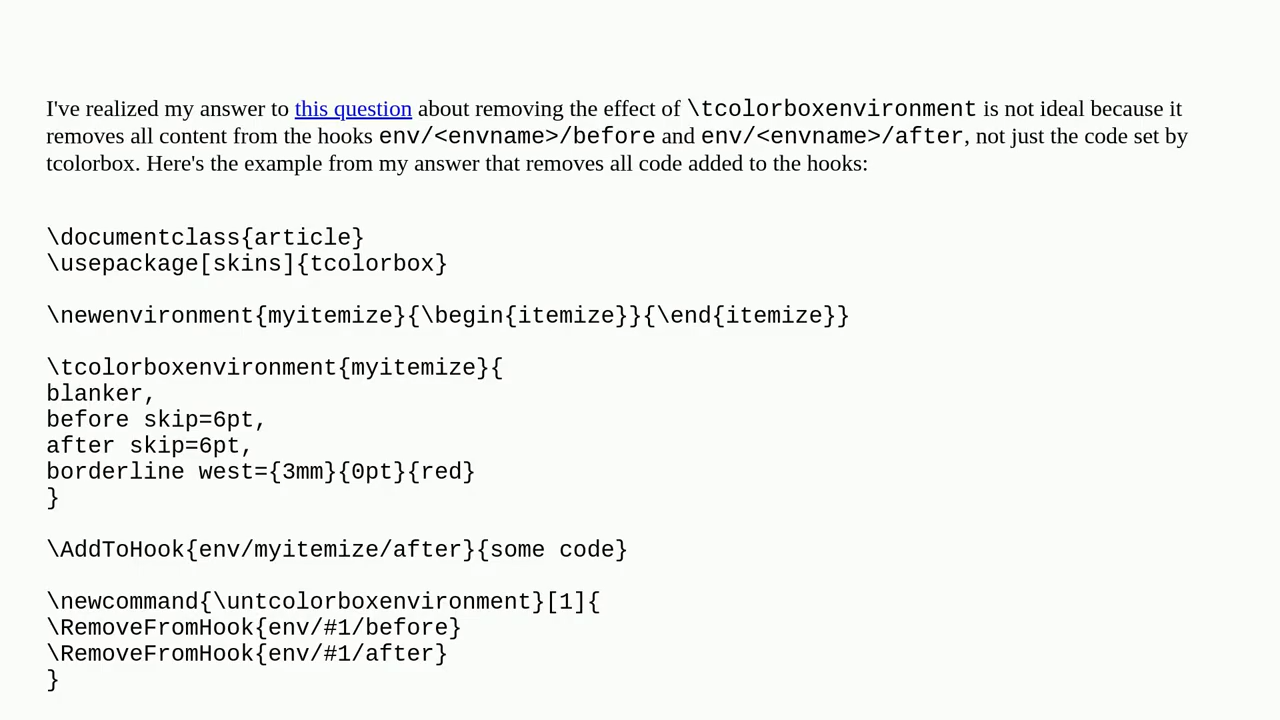 I've realized my answer to this question about removing the effect of \tcolorboxenvironment is not ideal because it
removes all content from the hooks env/<envname>/before and env/<envname>/after, not just the code set by
tcolorbox. Here's the example from my answer that removes all code added to the hooks:
\documentclass{article}
\usepackage[skins]{tcolorbox}
\newenvironment{myitemize}{\begin{itemize}}{\end{itemize}}
\tcolorboxenvironment{myitemize}{
blanker,
before skip=6pt,
after skip=6pt,
borderline west={3mm}{0pt}{red}
}
\AddToHook{env/myitemize/after}{some code}
\newcommand{\untcolorboxenvironment}[1]{
\RemoveFromHook{env/#1/before}
\RemoveFromHook{env/#1/after}
}